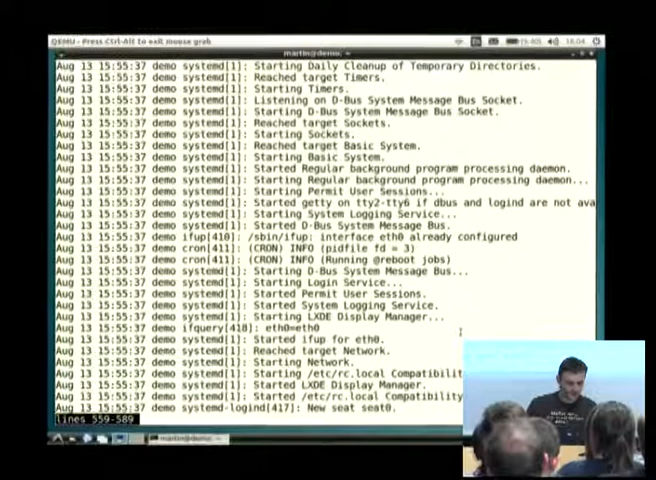 QEMU - Press Ctrl-Alt to exit mouse grab
martin@demo: ~
Aug 13 15:55:37 demo systemd[1]: Starting Daily Cleanup of Temporary Directories.
Aug 13 15:55:37 demo systemd[1]: Reached target Timers.
Aug 13 15:55:37 demo systemd[1]: Starting Timers.
Aug 13 15:55:37 demo systemd[1]: Listening on D-Bus System Message Bus Socket.
Aug 13 15:55:37 demo systemd[1]: Starting D-Bus System Message Bus Socket.
Aug 13 15:55:37 demo systemd[1]: Reached target Sockets.
Aug 13 15:55:37 demo systemd[1]: Starting Sockets.
Aug 13 15:55:37 demo systemd[1]: Reached target Basic System.
Aug 13 15:55:37 demo systemd[1]: Starting Basic System.
Aug 13 15:55:37 demo systemd[1]: Started Regular background program processing daemon.
Aug 13 15:55:37 demo systemd[1]: Starting Regular background program processing daemon...
Aug 13 15:55:37 demo systemd[1]: Starting Permit User Sessions...
Aug 13 15:55:37 demo systemd[1]: Started getty on tty2-tty6 if dbus and logind are not ava
Aug 13 15:55:37 demo systemd[1]: Starting System Logging Service...
Aug 13 15:55:37 demo systemd[1]: Started D-Bus System Message Bus.
Aug 13 15:55:37 demo ifup[410]: /sbin/ifup: interface eth0 already configured
Aug 13 15:55:37 demo cron[411]: (CRON) INFO (pidfile fd = 3)
Aug 13 15:55:37 demo cron[411]: (CRON) INFO (Running @reboot jobs)
Aug 13 15:55:37 demo systemd[1]: Starting D-Bus System Message Bus...
Aug 13 15:55:37 demo systemd[1]: Starting Login Service...
Aug 13 15:55:37 demo systemd[1]: Started Permit User Sessions.
Aug 13 15:55:37 demo systemd[1]: Started System Logging Service.
Aug 13 15:55:37 demo systemd[1]: Starting LXDE Display Manager...
Aug 13 15:55:37 demo ifquery[418]: eth0=eth0
Aug 13 15:55:37 demo systemd[1]: Started ifup for eth0.
Aug 13 15:55:37 demo systemd[1]: Reached target Network.
Aug 13 15:55:37 demo systemd[1]: Starting Network.
Aug 13 15:55:37 demo systemd[1]: Starting /etc/rc.local Compatibilit
Aug 13 15:55:37 demo systemd[1]: Started LXDE Display Manager.
Aug 13 15:55:37 demo systemd[1]: Started /etc/rc.local Compatibility
Aug 13 15:55:37 demo systemd-logind[417]: New seat seat0.
lines 559-589